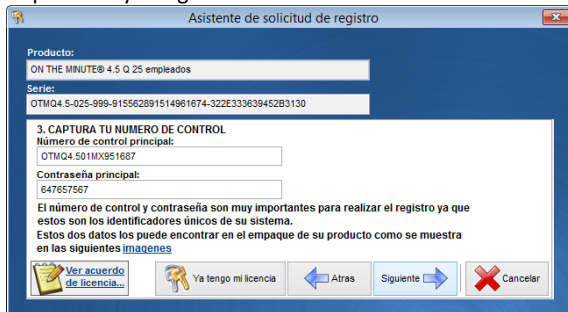 Asistente de solicitud de registro
Producto:
ON THE MINUTE® 4.5 Q 25 empleados
Serie:
OTMQ4.5-025-999-915562891514961674-322E333639452B3130
3. CAPTURA TU NUMERO DE CONTROL
Número de control principal:
OTMQ4.501MX951687
Contraseña principal:
647657567
El número de control y contraseña son muy importantes para realizar el registro ya que
estos son los identificadores únicos de su sistema.
Estos dos datos los puede encontrar en el empaque de su producto como se muestra
en las siguientes imagenes
Ver acuerdo
de licencia...
Ya tengo mi licencia
Atras
Siguiente
Cancelar